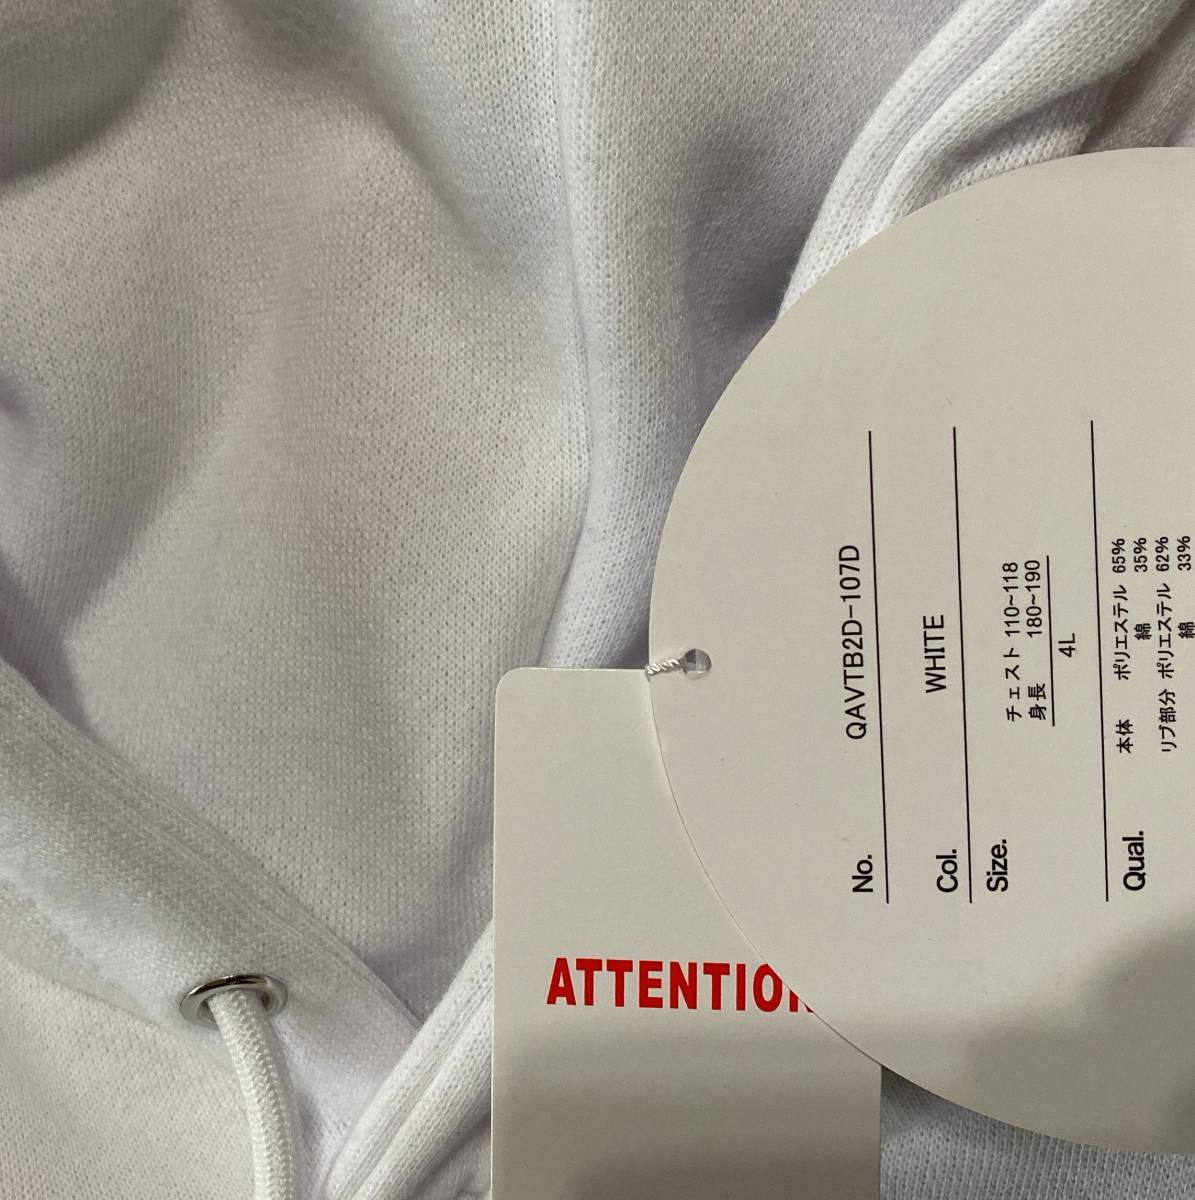 No. QAVTB2D-107D
Col. WHITE
Size. チェスト 110~118
身長 180~190
4L
Qual. 本体 ポリエステル 65%
綿 35%
リブ部分 ポリエステル 62%
綿 33%
ATTENTION